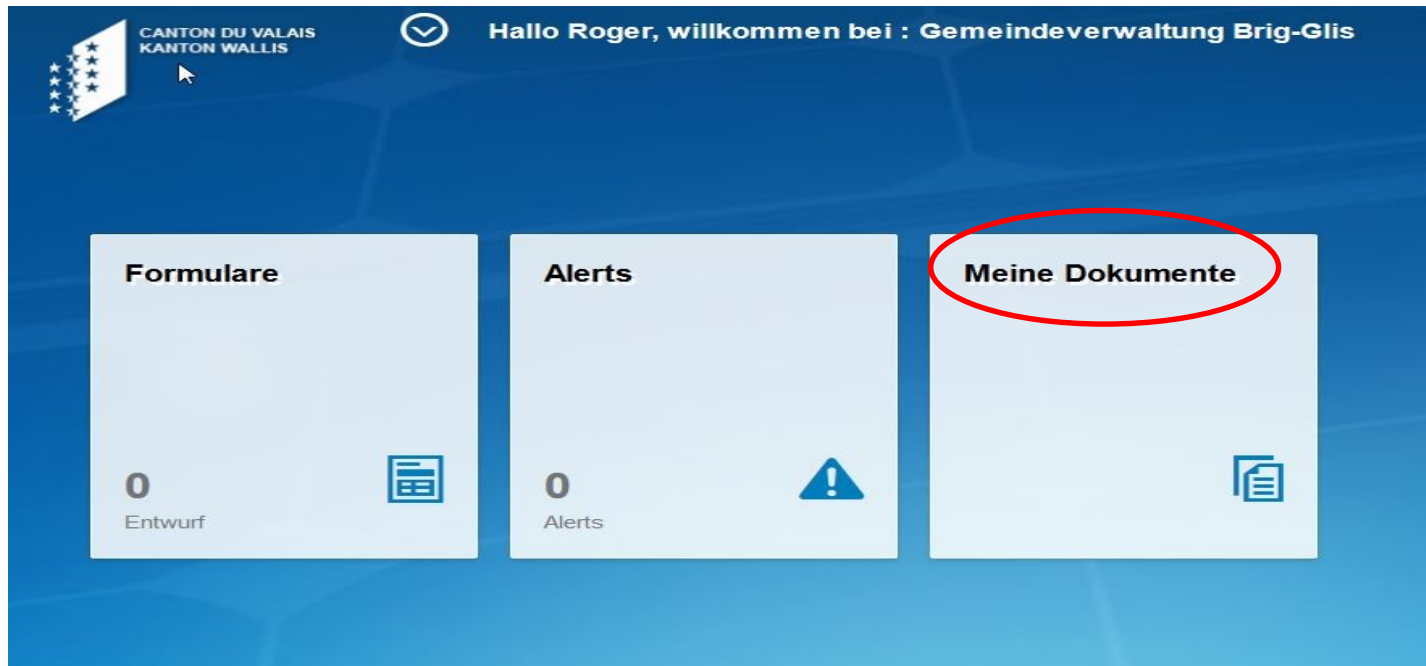 CANTON DU VALAIS
KANTON WALLIS
Hallo Roger, willkommen bei : Gemeindeverwaltung Brig-Glis
Formulare
0
Entwurf
Alerts
0
Alerts
Meine Dokumente